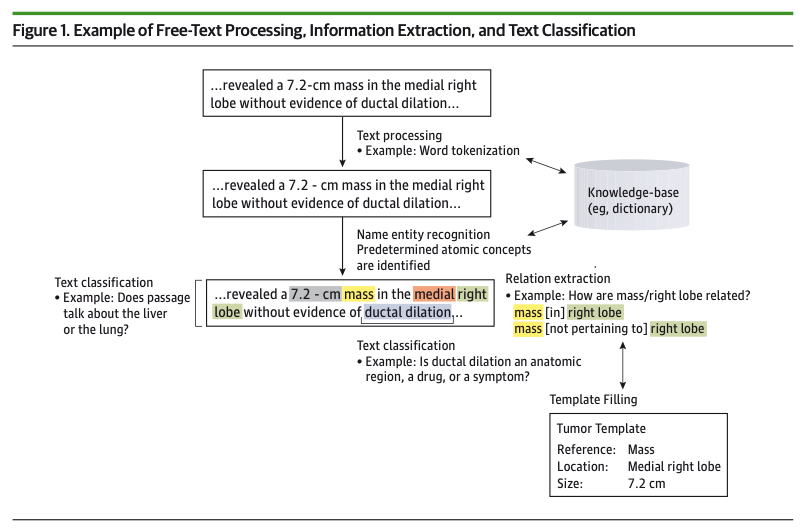 Figure 1. Example of Free-Text Processing, Information Extraction, and Text Classification
...revealed a 7.2-cm mass in the medial right
lobe without evidence of ductal dilation...
Text processing
• Example: Word tokenization
...revealed a 7.2 - cm mass in the medial right
lobe without evidence of ductal dilation...
Knowledge-base
(eg, dictionary)
Name entity recognition
Predetermined atomic concepts
are identified
Text classification
• Example: Does passage
talk about the liver
or the lung?
...revealed a 7.2 - cm mass in the medial right
lobe without evidence of ductal dilation...
Relation extraction
• Example: How are mass/right lobe related?
mass [in] right lobe
mass [not pertaining to] right lobe
Text classification
• Example: Is ductal dilation an anatomic
region, a drug, or a symptom?
Template Filling
Tumor Template
Reference: Mass
Location: Medial right lobe
Size: 7.2 cm